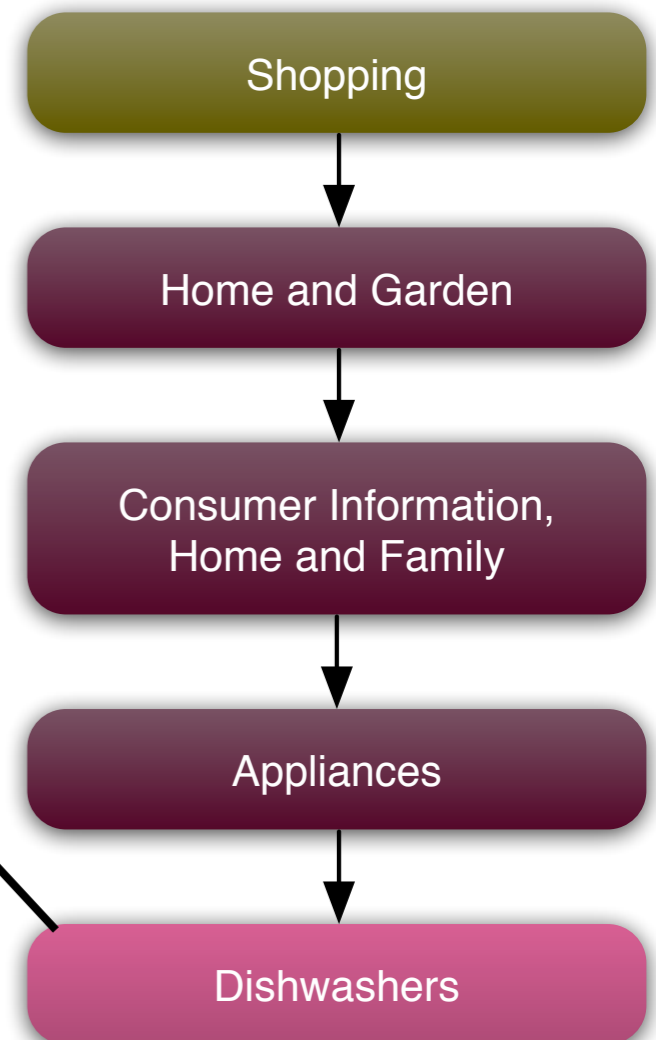 Shopping
Home and Garden
Consumer Information,
Home and Family
Appliances
Dishwashers